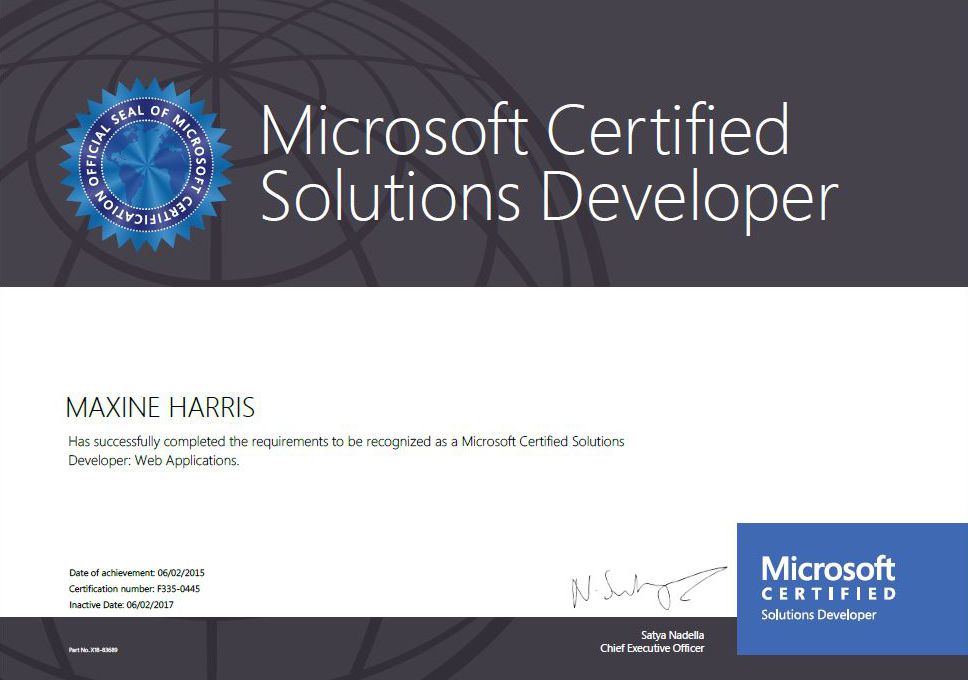 OFFICIAL SEAL OF MICROSOFT CERTIFICATION
Microsoft Certified
Solutions Developer
MAXINE HARRIS
Has successfully completed the requirements to be recognized as a Microsoft Certified Solutions
Developer: Web Applications.
Date of achievement: 06/02/2015
Certification number: F335-0445
Inactive Date: 06/02/2017
Microsoft
CERTIFIED
Solutions Developer
Satya Nadella
Chief Executive Officer
Part No. X18-83689